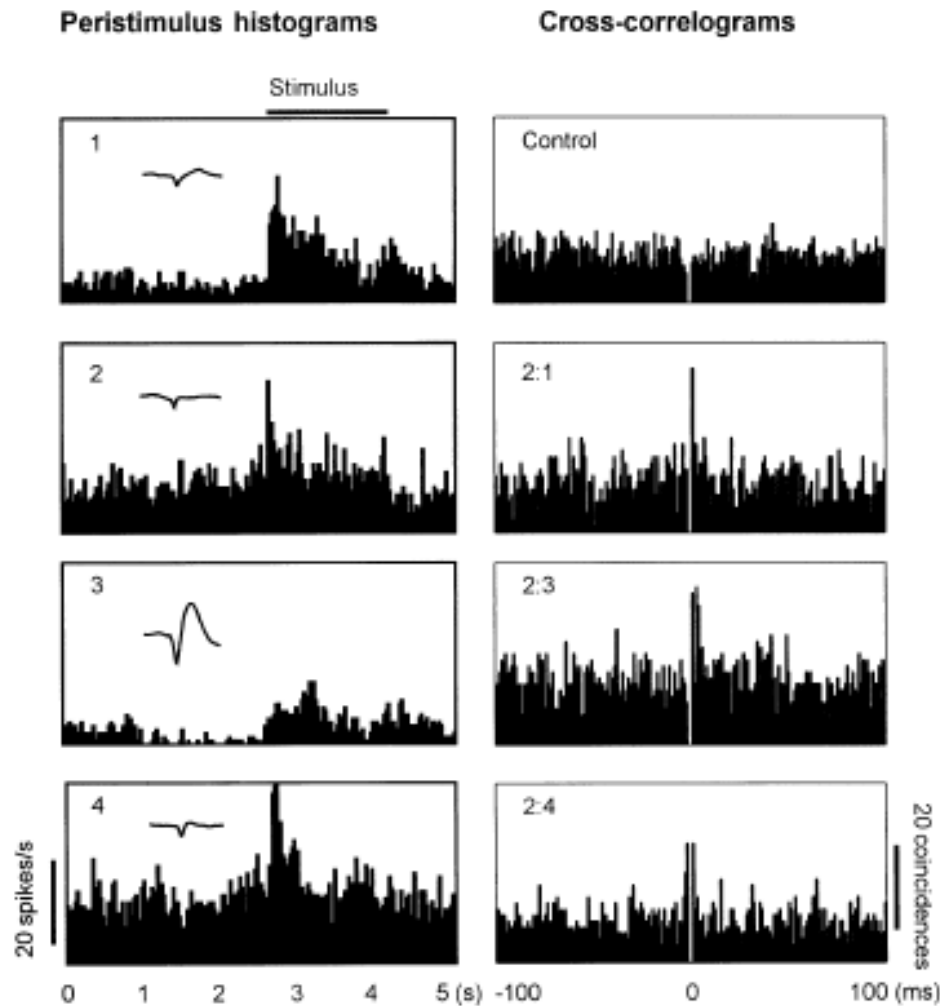 Peristimulus histograms
Cross-correlograms
Stimulus
1
Control
2
2:1
3
2:3
4
2:4
20 spikes/s
20 coincidences
0 1 2 3 4 5 (s)
-100 0 100 (ms)